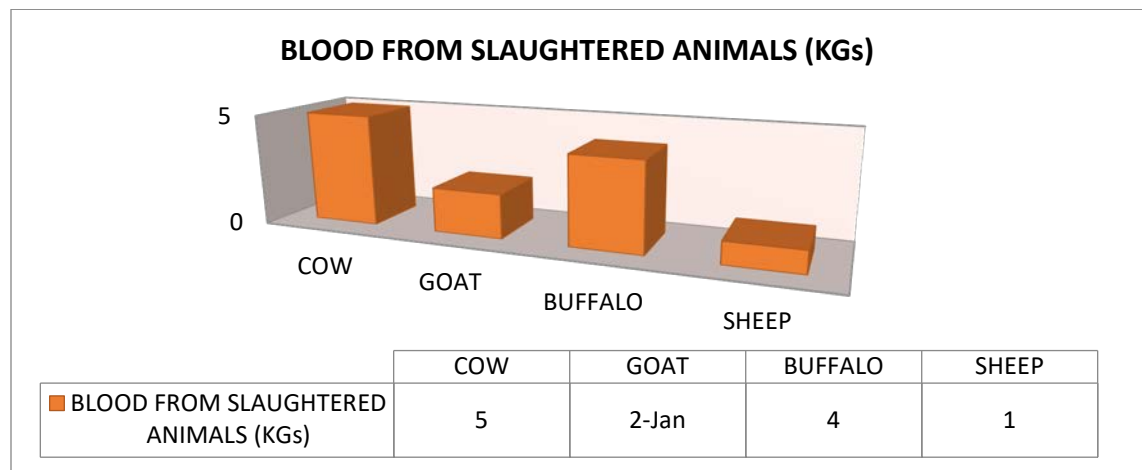 BLOOD FROM SLAUGHTERED ANIMALS (KGs)
5
0
COW
GOAT
BUFFALO
SHEEP
COW GOAT BUFFALO SHEEP
BLOOD FROM SLAUGHTERED
ANIMALS (KGs)
5 2-Jan 4 1